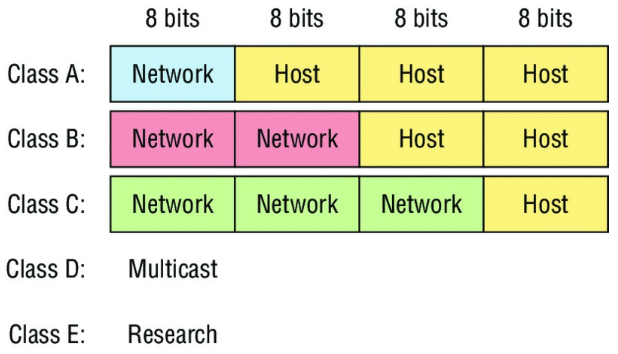 8 bits 8 bits 8 bits 8 bits
Class A: Network Host Host Host
Class B: Network Network Host Host
Class C: Network Network Network Host
Class D: Multicast
Class E: Research